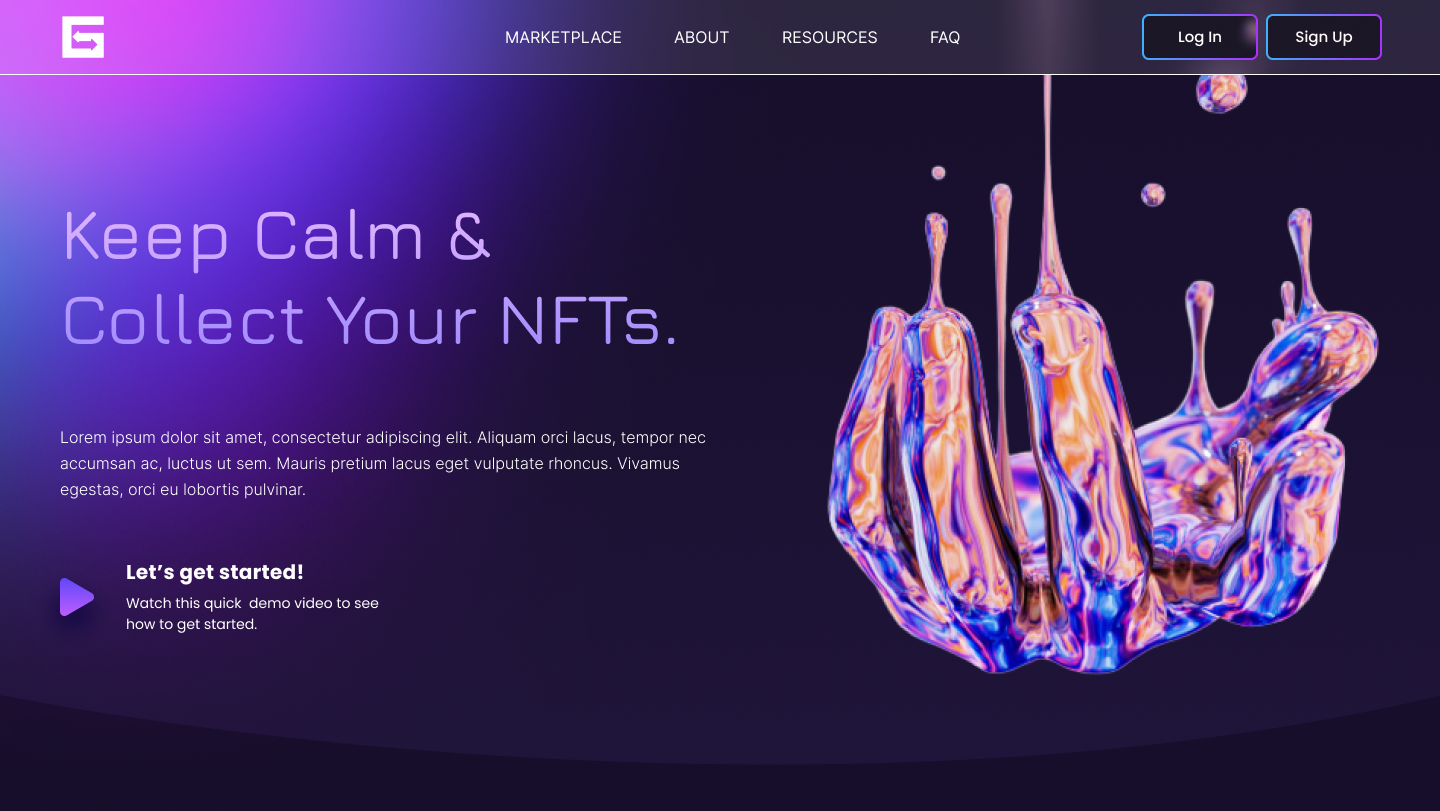 MARKETPLACE ABOUT RESOURCES FAQ Log In Sign Up
Keep Calm &
Collect Your NFTs.
Lorem ipsum dolor sit amet, consectetur adipiscing elit. Aliquam orci lacus, tempor nec
accumsan ac, luctus ut sem. Mauris pretium lacus eget vulputate rhoncus. Vivamus
egestas, orci eu lobortis pulvinar.
Let’s get started!
Watch this quick demo video to see
how to get started.